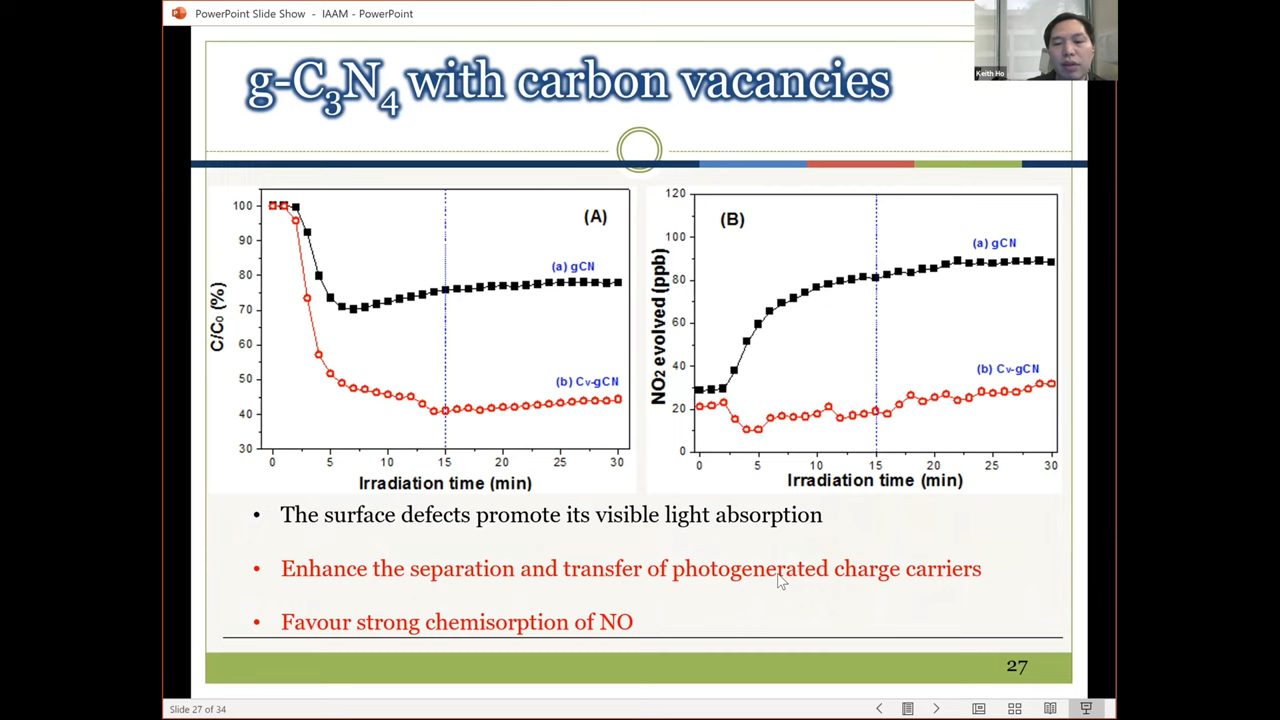 PowerPoint Slide Show - IAAM - PowerPoint
Keith Ho
g-C3N4 with carbon vacancies
(A)
(a) gCN
(b) Cv-gCN
C/C0 (%)
100
90
80
70
60
50
40
30
0 5 10 15 20 25 30
Irradiation time (min)
(B)
(a) gCN
(b) Cv-gCN
NO2 evolved (ppb)
120
100
80
60
40
20
0
0 5 10 15 20 25 30
Irradiation time (min)
• The surface defects promote its visible light absorption
• Enhance the separation and transfer of photogenerated charge carriers
• Favour strong chemisorption of NO
27
Slide 27 of 34